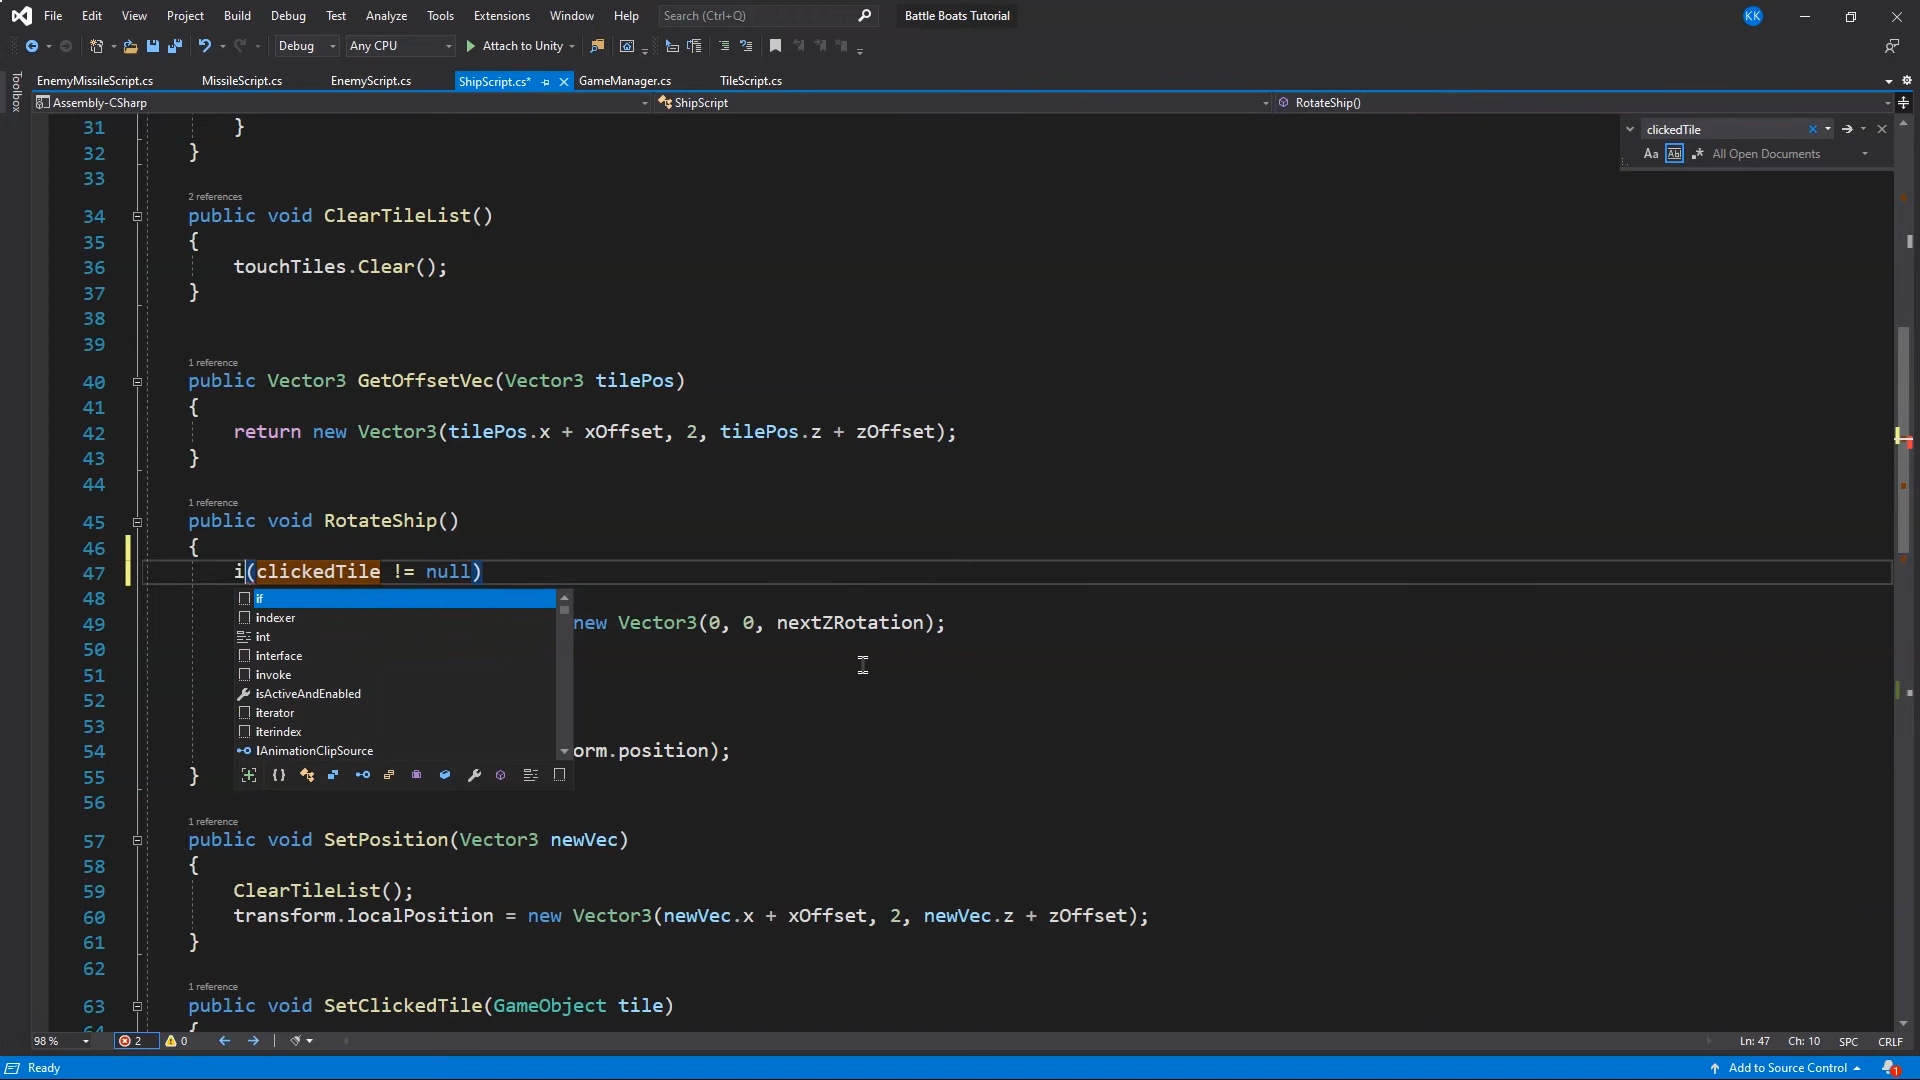 File Edit View Project Build Debug Test Analyze Tools Extensions Window Help Search (Ctrl+Q) Battle Boats Tutorial KK
Debug Any CPU Attach to Unity
Toolbox
EnemyMissileScript.cs MissileScript.cs EnemyScript.cs ShipScript.cs* GameManager.cs TileScript.cs
Assembly-CSharp ShipScript RotateShip()
clickedTile
Aa Ab .* All Open Documents
31 }
32 }
33
2 references
34 public void ClearTileList()
35 {
36 touchTiles.Clear();
37 }
38
39
1 reference
40 public Vector3 GetOffsetVec(Vector3 tilePos)
41 {
42 return new Vector3(tilePos.x + xOffset, 2, tilePos.z + zOffset);
43 }
44
1 reference
45 public void RotateShip()
46 {
47 i(clickedTile != null)
48 if
indexer
49 new Vector3(0, 0, nextZRotation);
int
50 interface
51 invoke
52 isActiveAndEnabled
53 iterator
iterindex
54 IAnimationClipSource orm.position);
55 }
56
1 reference
57 public void SetPosition(Vector3 newVec)
58 {
59 ClearTileList();
60 transform.localPosition = new Vector3(newVec.x + xOffset, 2, newVec.z + zOffset);
61 }
62
1 reference
63 public void SetClickedTile(GameObject tile)
64 {
98 % 2 0 Ln: 47 Ch: 10 SPC CRLF
Ready Add to Source Control 1